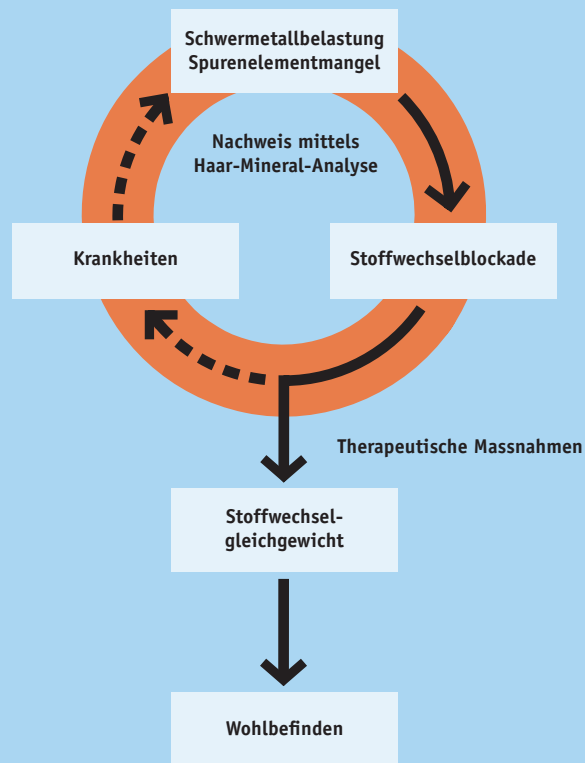 Schwermetallbelastung
Spurenelementmangel
Nachweis mittels
Haar-Mineral-Analyse
Krankheiten
Stoffwechselblockade
Therapeutische Massnahmen
Stoffwechsel-
gleichgewicht
Wohlbefinden